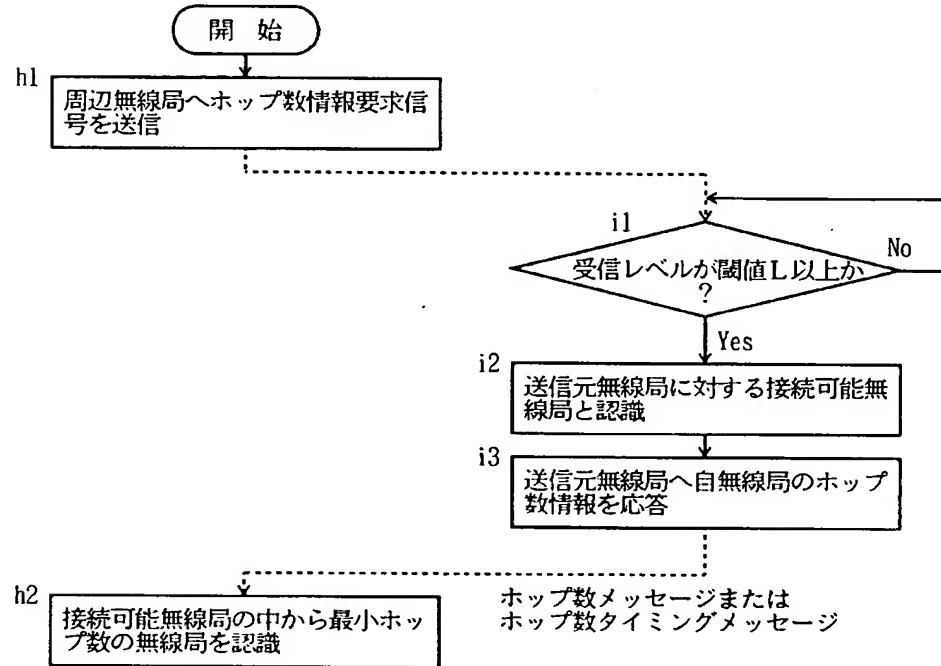 開 始
h1
周辺無線局へホップ数情報要求信
号を送信
i1
受信レベルが閾値L以上か
?
No
Yes
i2
送信元無線局に対する接続可能無
線局と認識
i3
送信元無線局へ自無線局のホップ
数情報を応答
h2
接続可能無線局の中から最小ホッ
プ数の無線局を認識
ホップ数メッセージまたは
ホップ数タイミングメッセージ